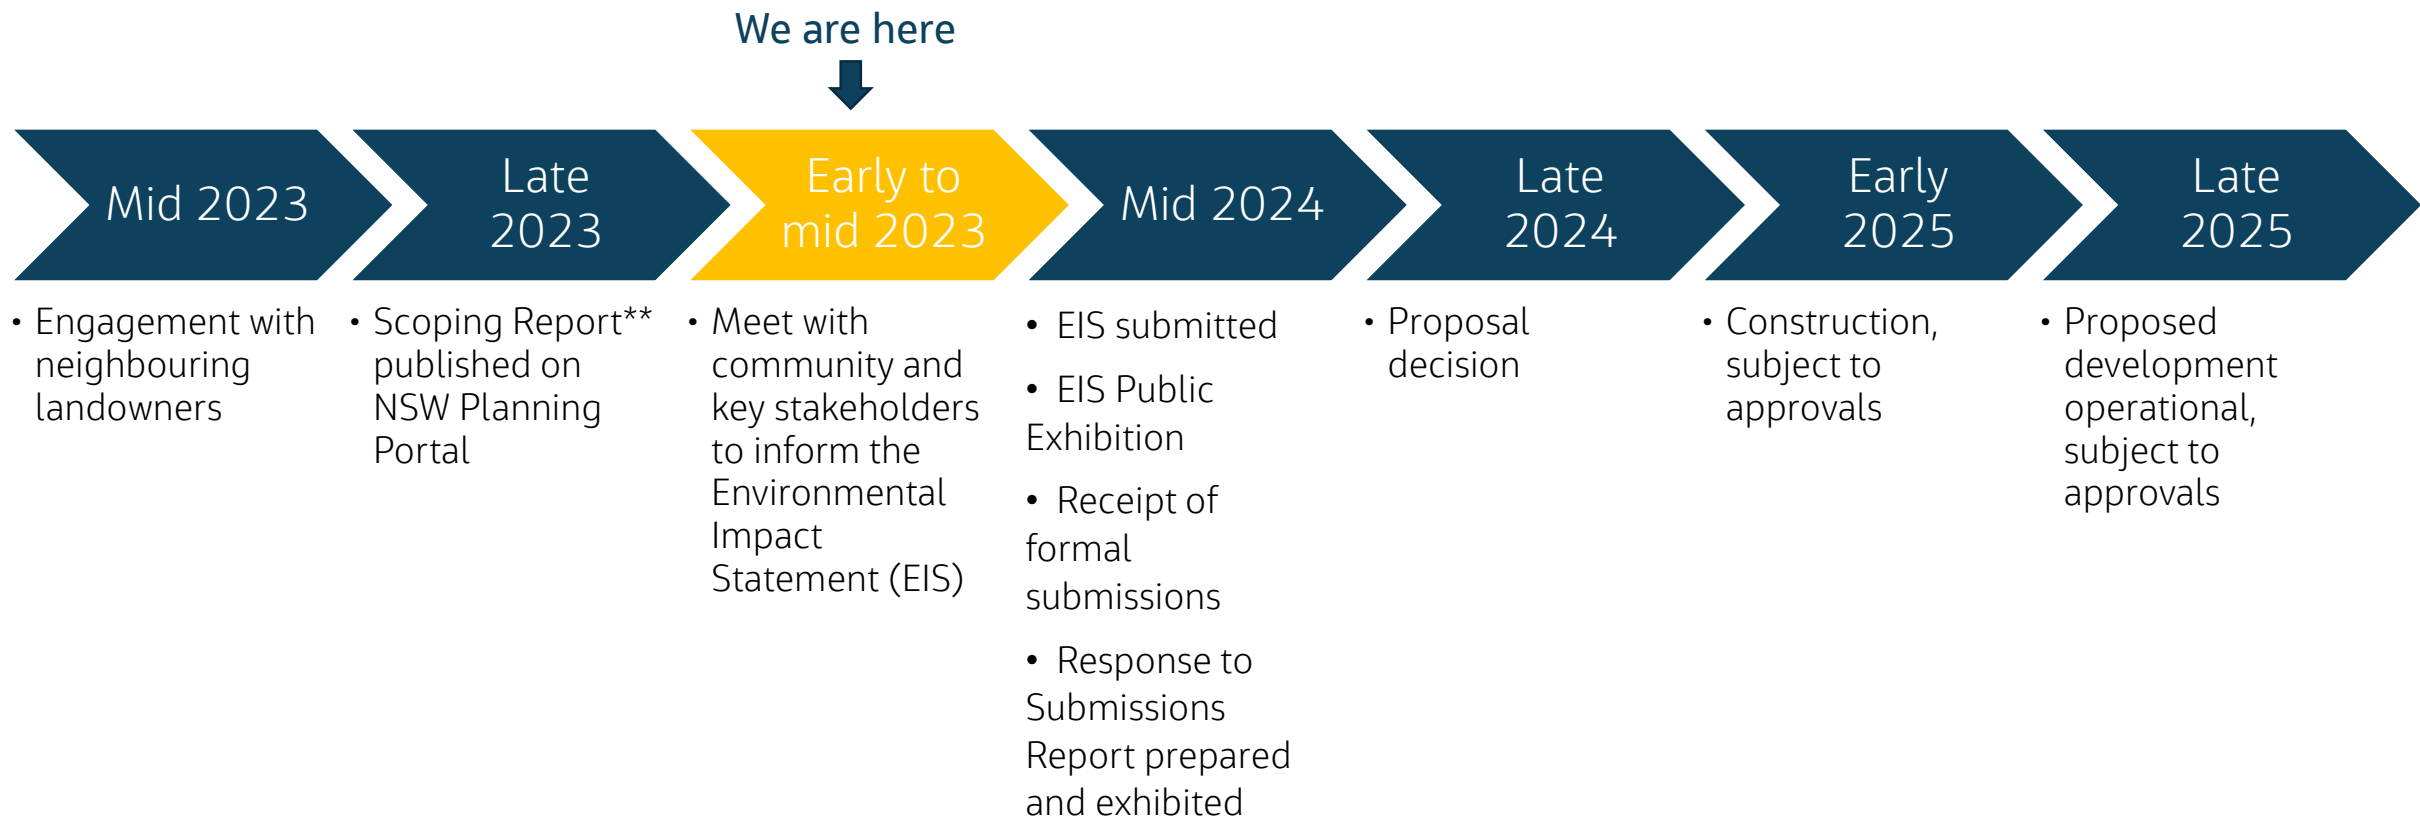 We are here
Mid 2023
Late
2023
Early to
mid 2023
Mid 2024
Late
2024
Early
2025
Late
2025
• Engagement with
neighbouring
landowners
• Scoping Report**
published on
NSW Planning
Portal
• Meet with
community and
key stakeholders
to inform the
Environmental
Impact
Statement (EIS)
• EIS submitted
• EIS Public
Exhibition
• Receipt of
formal
submissions
• Response to
Submissions
Report prepared
and exhibited
• Proposal
decision
• Construction,
subject to
approvals
• Proposed
development
operational,
subject to
approvals